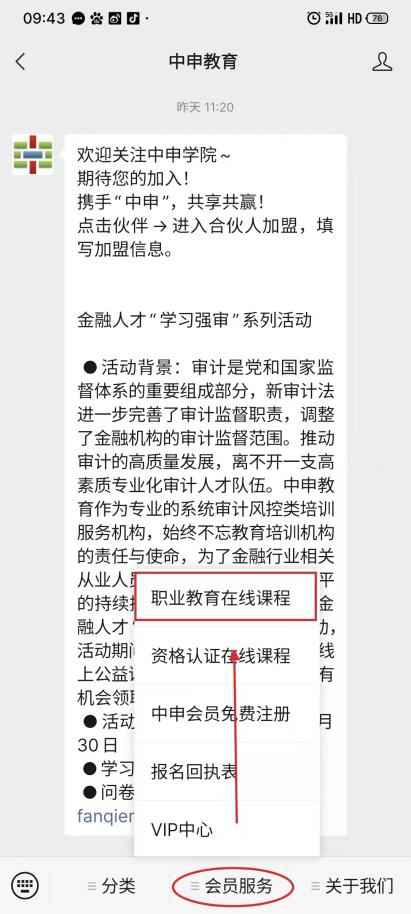 09:43
5G
HD
76
中申教育
昨天 11:20
欢迎关注中申学院~
期待您的加入！
携手“中申”，共享共赢！
点击伙伴→进入合伙人加盟，填
写加盟信息。
金融人才“学习强审”系列活动
●活动背景：审计是党和国家监
督体系的重要组成部分，新审计法
进一步完善了审计监督职责，调整
了金融机构的审计监督范围。推动
审计的高质量发展，离不开一支高
素质专业化审计人才队伍。中申教
育作为专业的系统审计风控类培训
服务机构，始终不忘教育培训机构
的责任与使命，为了金融行业相关
从业人员 平
的持续 金
融人才“ 动，
活动期间 线
上公益 有
机会领取
●活动 月
30日
●学习
●问卷
fanqier
职业教育在线课程
资格认证在线课程
中申会员免费注册
报名回执表
VIP中心
分类
会员服务
关于我们